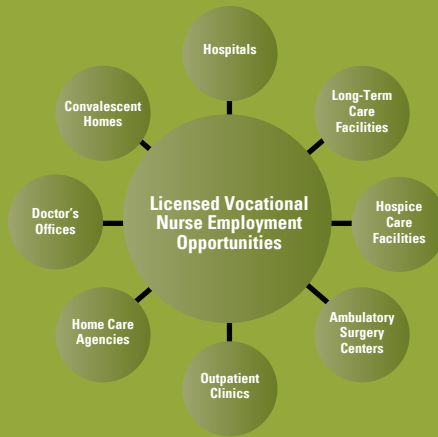 Hospitals
Long-Term
Care
Facilities
Hospice
Care
Facilities
Ambulatory
Surgery
Centers
Outpatient
Clinics
Home Care
Agencies
Doctor's
Offices
Convalescent
Homes
Licensed Vocational
Nurse Employment
Opportunities